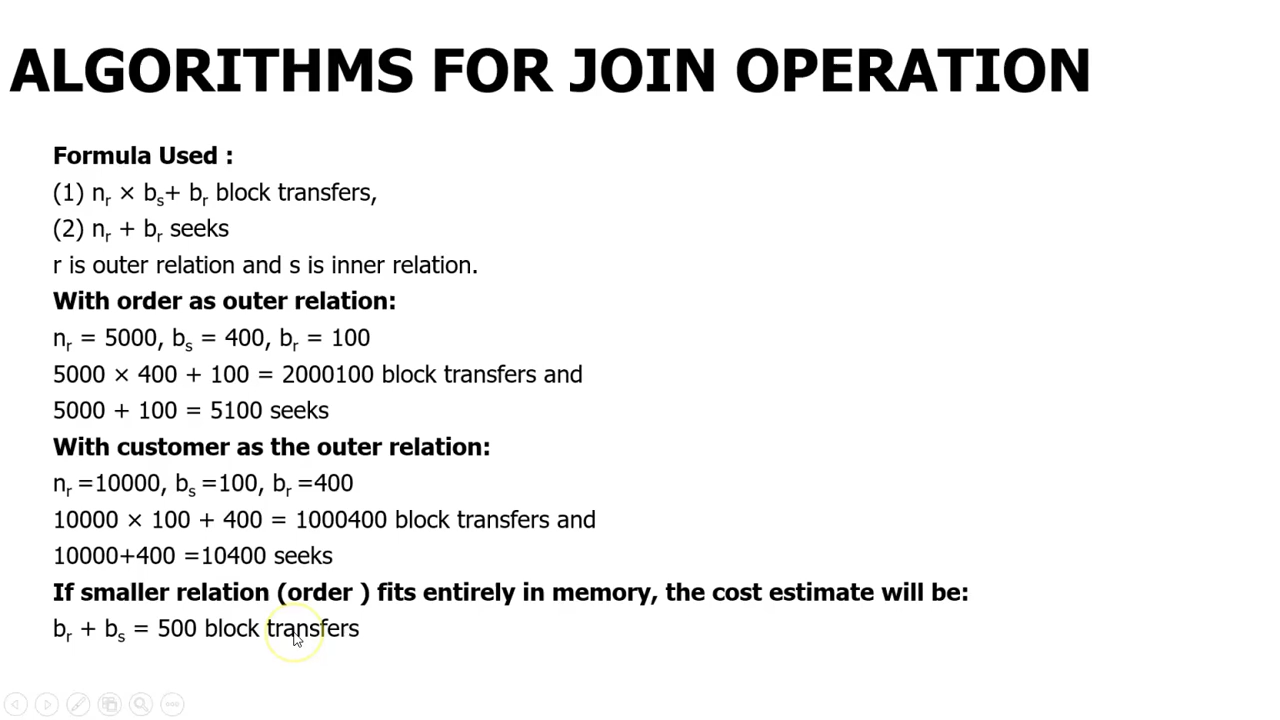 ALGORITHMS FOR JOIN OPERATION
Formula Used :
(1) nr × bs+ br block transfers,
(2) nr + br seeks
r is outer relation and s is inner relation.
With order as outer relation:
nr = 5000, bs = 400, br = 100
5000 × 400 + 100 = 2000100 block transfers and
5000 + 100 = 5100 seeks
With customer as the outer relation:
nr =10000, bs =100, br =400
10000 × 100 + 400 = 1000400 block transfers and
10000+400 =10400 seeks
If smaller relation (order ) fits entirely in memory, the cost estimate will be:
br + bs = 500 block transfers